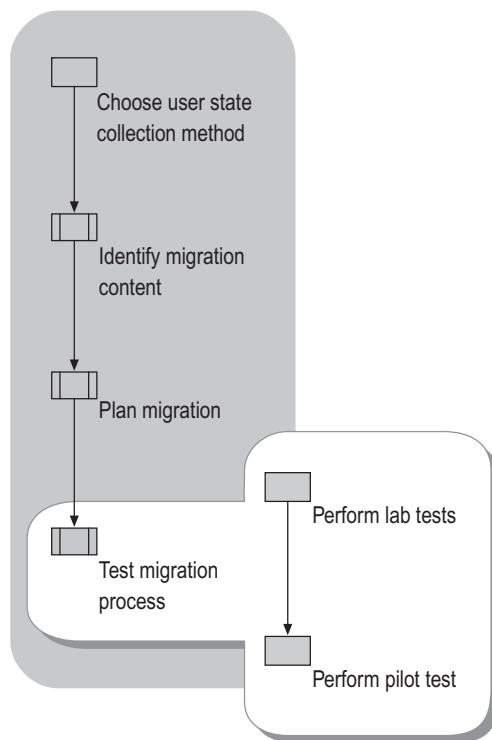 Choose user state
collection method
Identify migration
content
Plan migration
Test migration
process
Perform lab tests
Perform pilot test